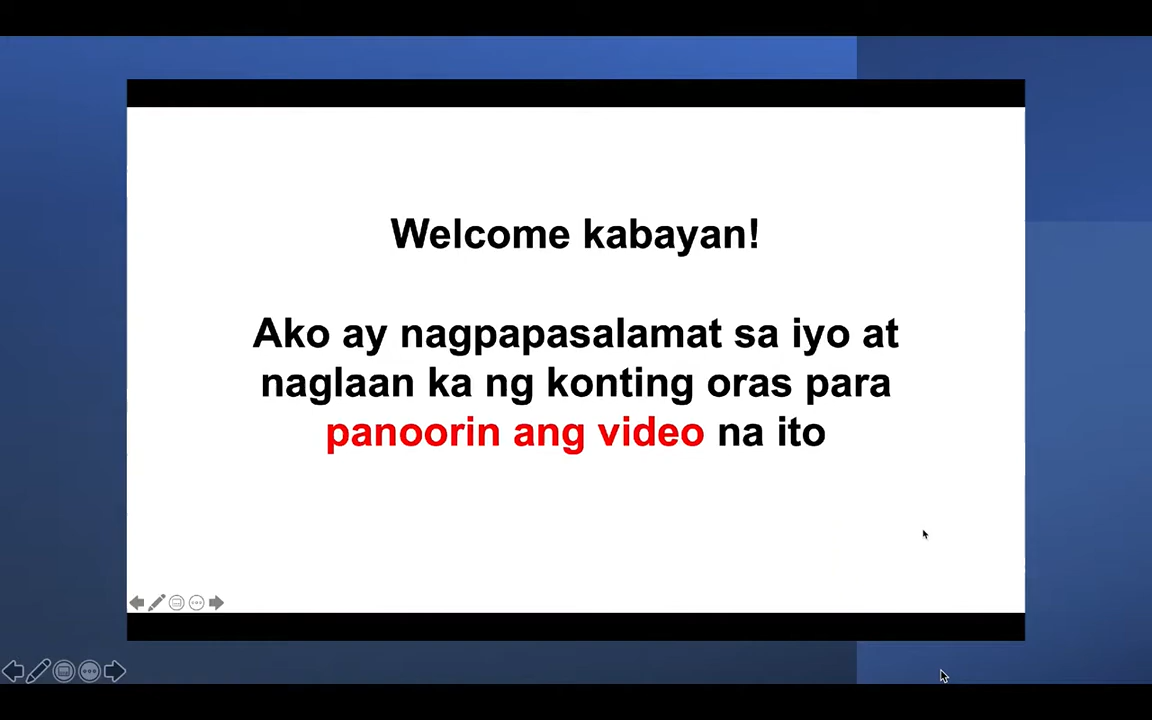 Welcome kabayan!
Ako ay nagpapasalamat sa iyo at
naglaan ka ng konting oras para
panoorin ang video na ito